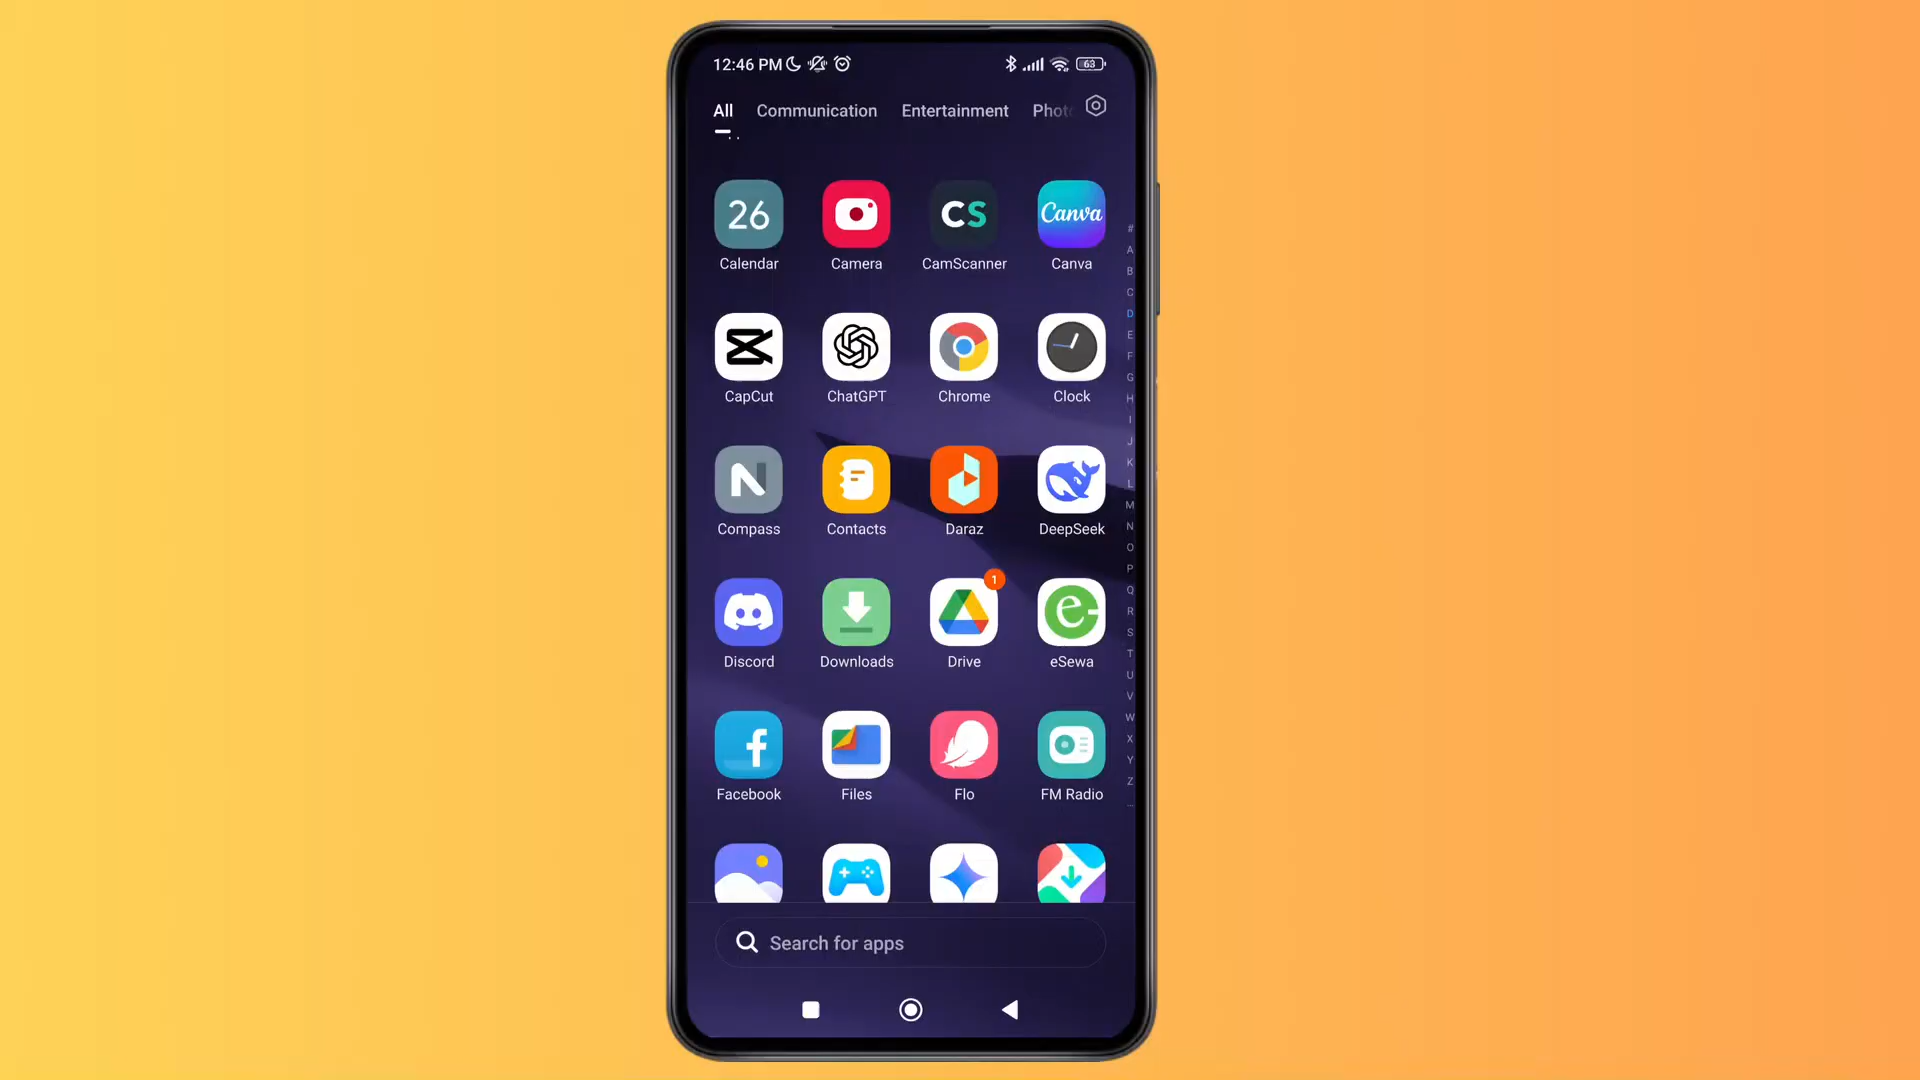 12:46 PM 63
All Communication Entertainment Phot
26 CS Canva
Calendar Camera CamScanner Canva
CapCut ChatGPT Chrome Clock
N
Compass Contacts Daraz DeepSeek
1
e
Discord Downloads Drive eSewa
f
Facebook Files Flo FM Radio
Search for apps
#
A
B
C
D
E
F
G
H
I
J
K
L
M
N
O
P
Q
R
S
T
U
V
W
X
Y
Z
...